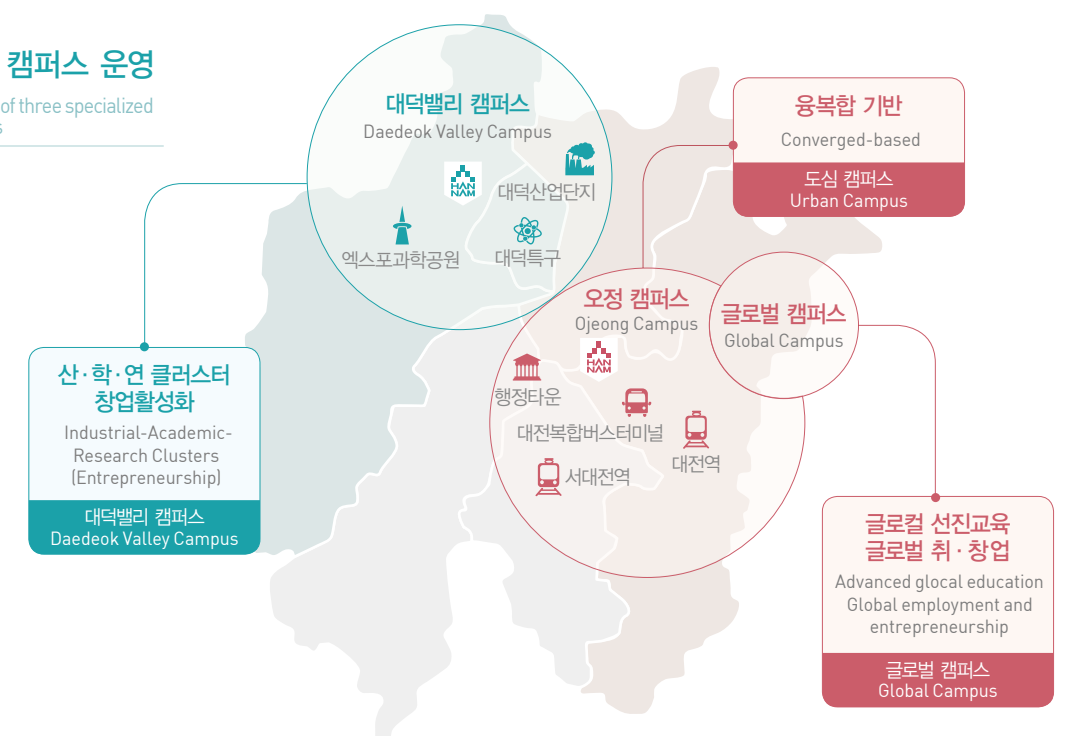 캠퍼스 운영
of three specialized
s
대덕밸리 캠퍼스
Daedeok Valley Campus
HAN
NAM
대덕산업단지
엑스포과학공원
대덕특구
융복합 기반
Converged-based
도심 캠퍼스
Urban Campus
오정 캠퍼스
Ojeong Campus
HAN
NAM
행정타운
대전복합버스터미널
서대전역
대전역
글로벌 캠퍼스
Global Campus
산·학·연 클러스터
창업활성화
Industrial-Academic-
Research Clusters
(Entrepreneurship)
대덕밸리 캠퍼스
Daedeok Valley Campus
글로컬 선진교육
글로벌 취·창업
Advanced glocal education
Global employment and
entrepreneurship
글로벌 캠퍼스
Global Campus